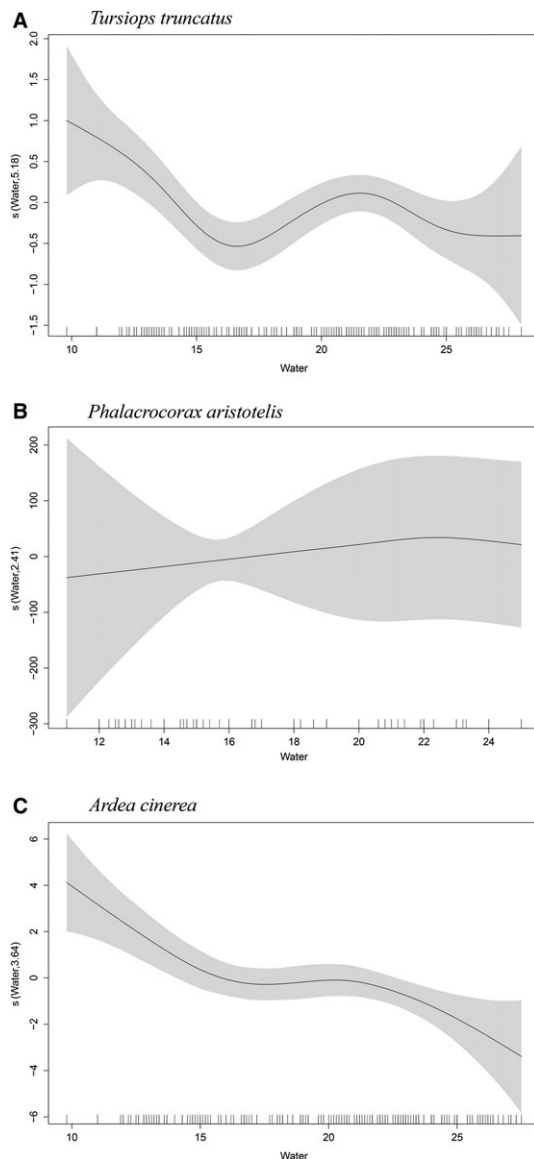 A Tursiops truncatus
2.0
1.5
1.0
0.5
0.0
-0.5
-1.0
-1.5
s (Water,5.18)
10 15 20 25
Water
B Phalacrocorax aristotelis
200
100
0
-100
-200
-300
s (Water,2.41)
12 14 16 18 20 22 24
Water
C Ardea cinerea
6
4
2
0
-2
-4
-6
s (Water,3.64)
10 15 20 25
Water